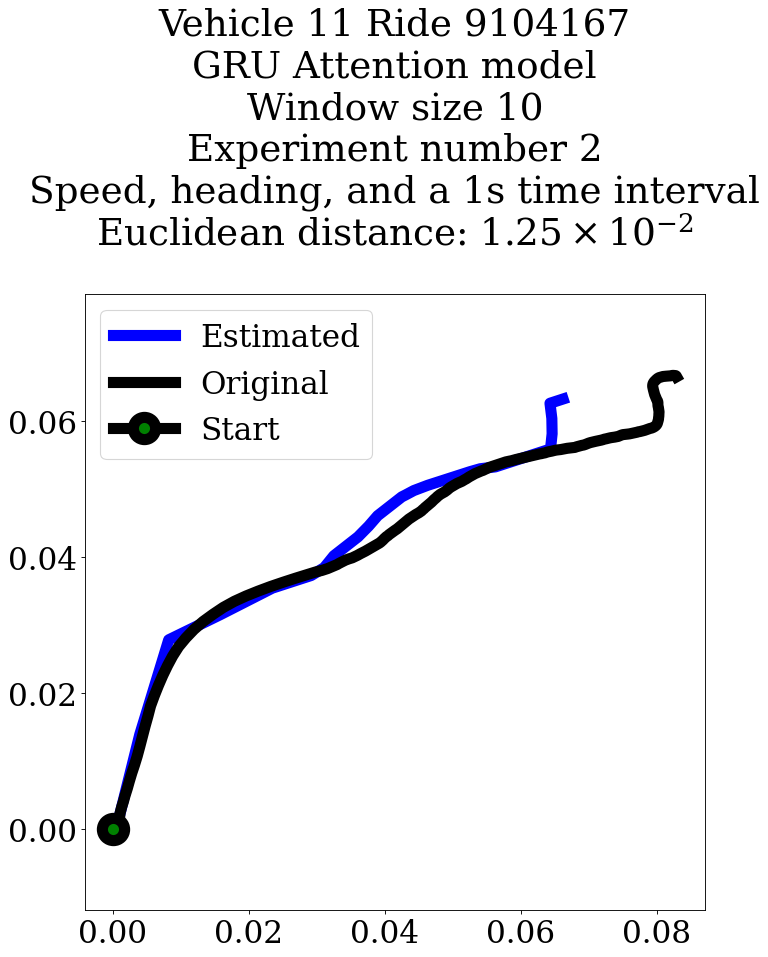 Vehicle 11 Ride 9104167
GRU Attention model
Window size 10
Experiment number 2
Speed, heading, and a 1s time interval
Euclidean distance: 1.25 × 10⁻²
Estimated
Original
Start
0.06
0.04
0.02
0.00
0.00 0.02 0.04 0.06 0.08